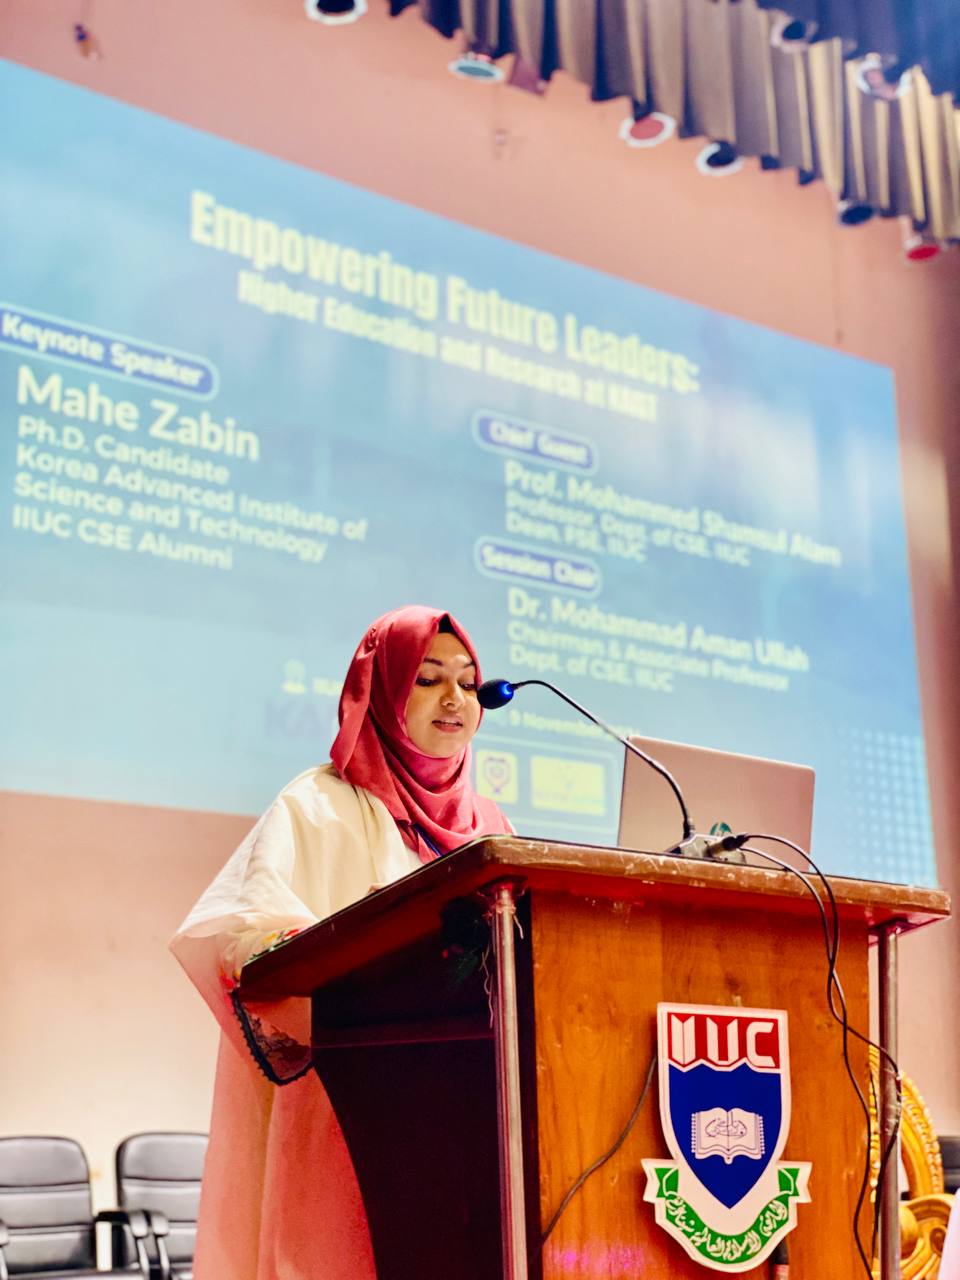 Empowering Future Leaders:
Higher Education and Research at KAIST
Keynote Speaker
Mahe Zabin
Ph.D. Candidate
Korea Advanced Institute of
Science and Technology
IIUC CSE Alumni
Chief Guest
Prof. Mohammed Shamsul Alam
Professor, Dept. of CSE, IIUC
Dean, FSE, IIUC
Session Chair
Dr. Mohammad Aman Ullah
Chairman & Associate Professor
Dept. of CSE, IIUC
9 November
IIUC